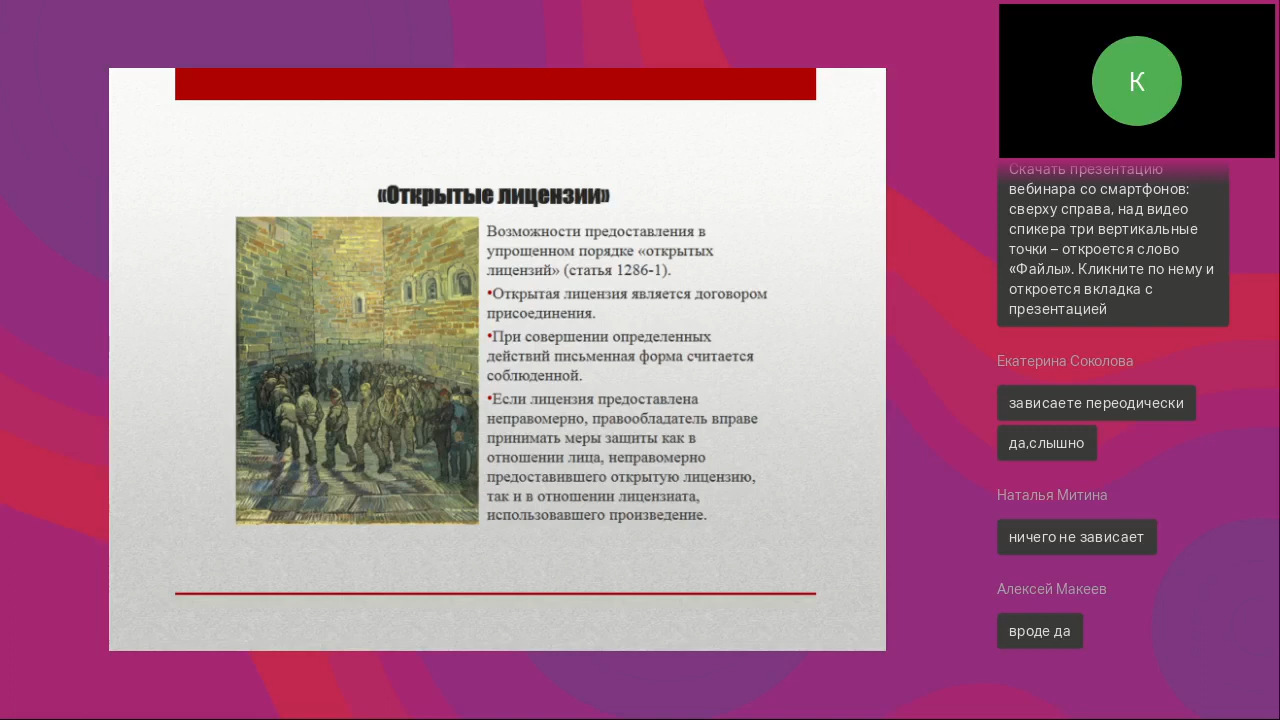 «Открытые лицензии»
Возможности предоставления в
упрощенном порядке «открытых
лицензий» (статья 1286-1).
•Открытая лицензия является договором
присоединения.
•При совершении определенных
действий письменная форма считается
соблюденной.
•Если лицензия предоставлена
неправомерно, правообладатель вправе
принимать меры защиты как в
отношении лица, неправомерно
предоставившего открытую лицензию,
так и в отношении лицензиата,
использовавшего произведение.
К
Скачать презентацию
вебинара со смартфонов:
сверху справа, над видео
спикера три вертикальные
точки – откроется слово
«Файлы». Кликните по нему и
откроется вкладка с
презентацией
Екатерина Соколова
зависаете переодически
да,слышно
Наталья Митина
ничего не зависает
Алексей Макеев
вроде да